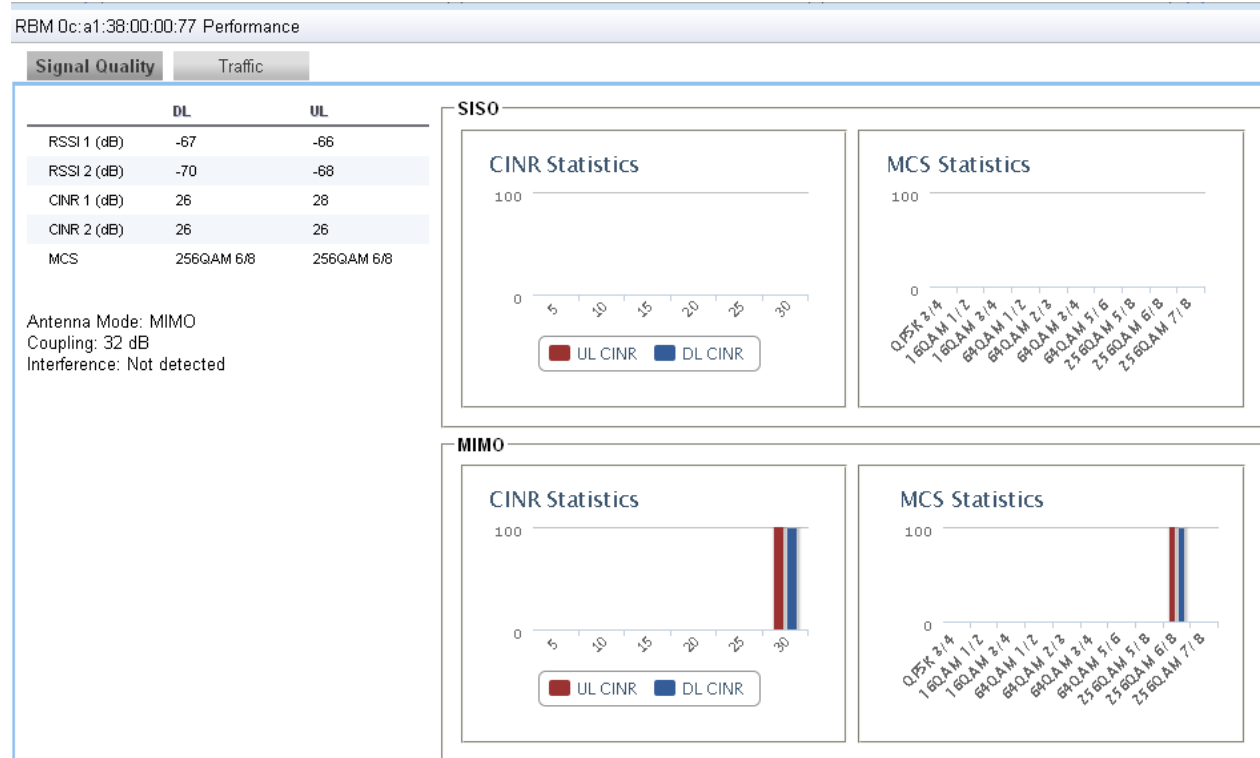 RBM 0c:a1:38:00:00:77 Performance
Signal Quality Traffic
DL UL
RSSI 1 (dB) -67 -66
RSSI 2 (dB) -70 -68
CINR 1 (dB) 26 28
CINR 2 (dB) 26 26
MCS 256QAM 6/8 256QAM 6/8
Antenna Mode: MIMO
Coupling: 32 dB
Interference: Not detected
SISO
CINR Statistics
100
0
5 10 15 20 25 30
UL CINR DL CINR
MCS Statistics
100
0
QPSK 3/4
16QAM 1/2
16QAM 3/4
64QAM 1/2
64QAM 2/3
64QAM 3/4
64QAM 5/6
256QAM 5/8
256QAM 6/8
256QAM 7/8
MIMO
CINR Statistics
100
0
5 10 15 20 25 30
UL CINR DL CINR
MCS Statistics
100
0
QPSK 3/4
16QAM 1/2
16QAM 3/4
64QAM 1/2
64QAM 2/3
64QAM 3/4
64QAM 5/6
256QAM 5/8
256QAM 6/8
256QAM 7/8